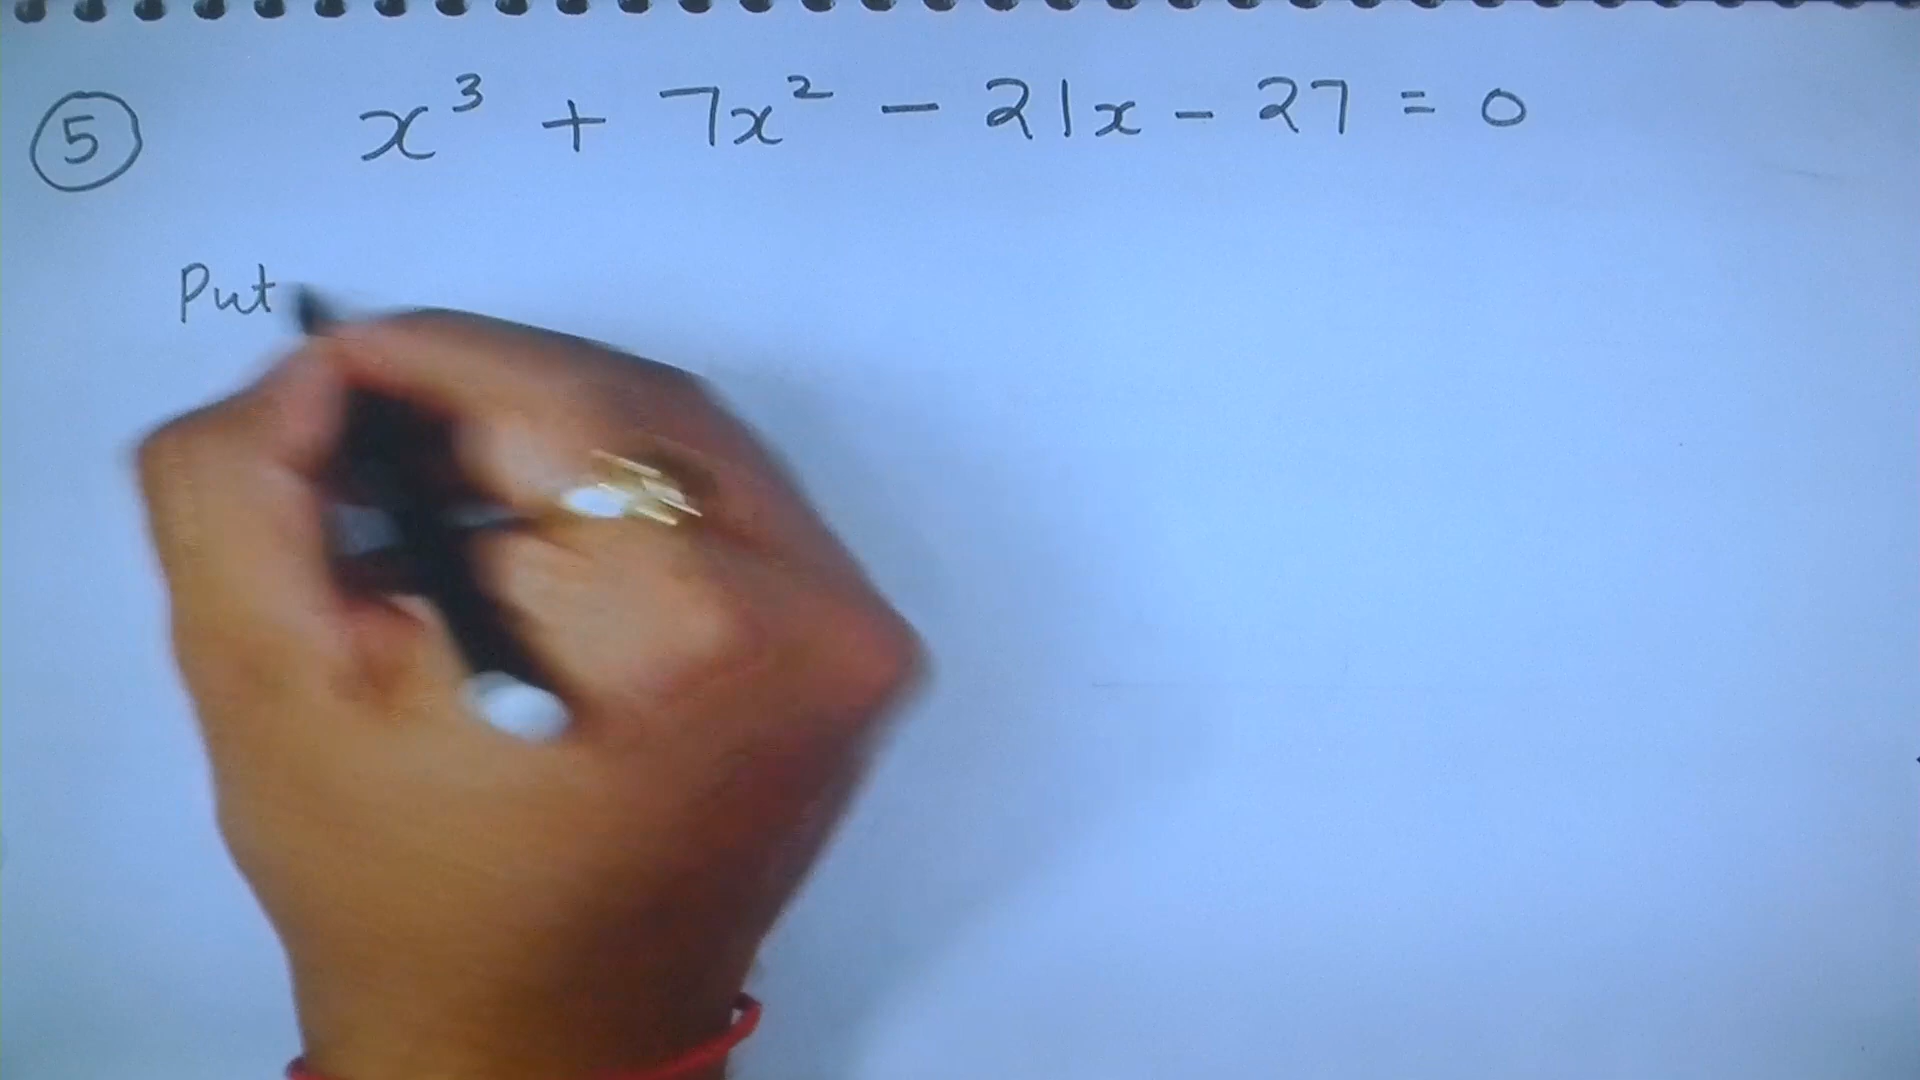 5 x³ + 7x² - 21x - 27 = 0
Put